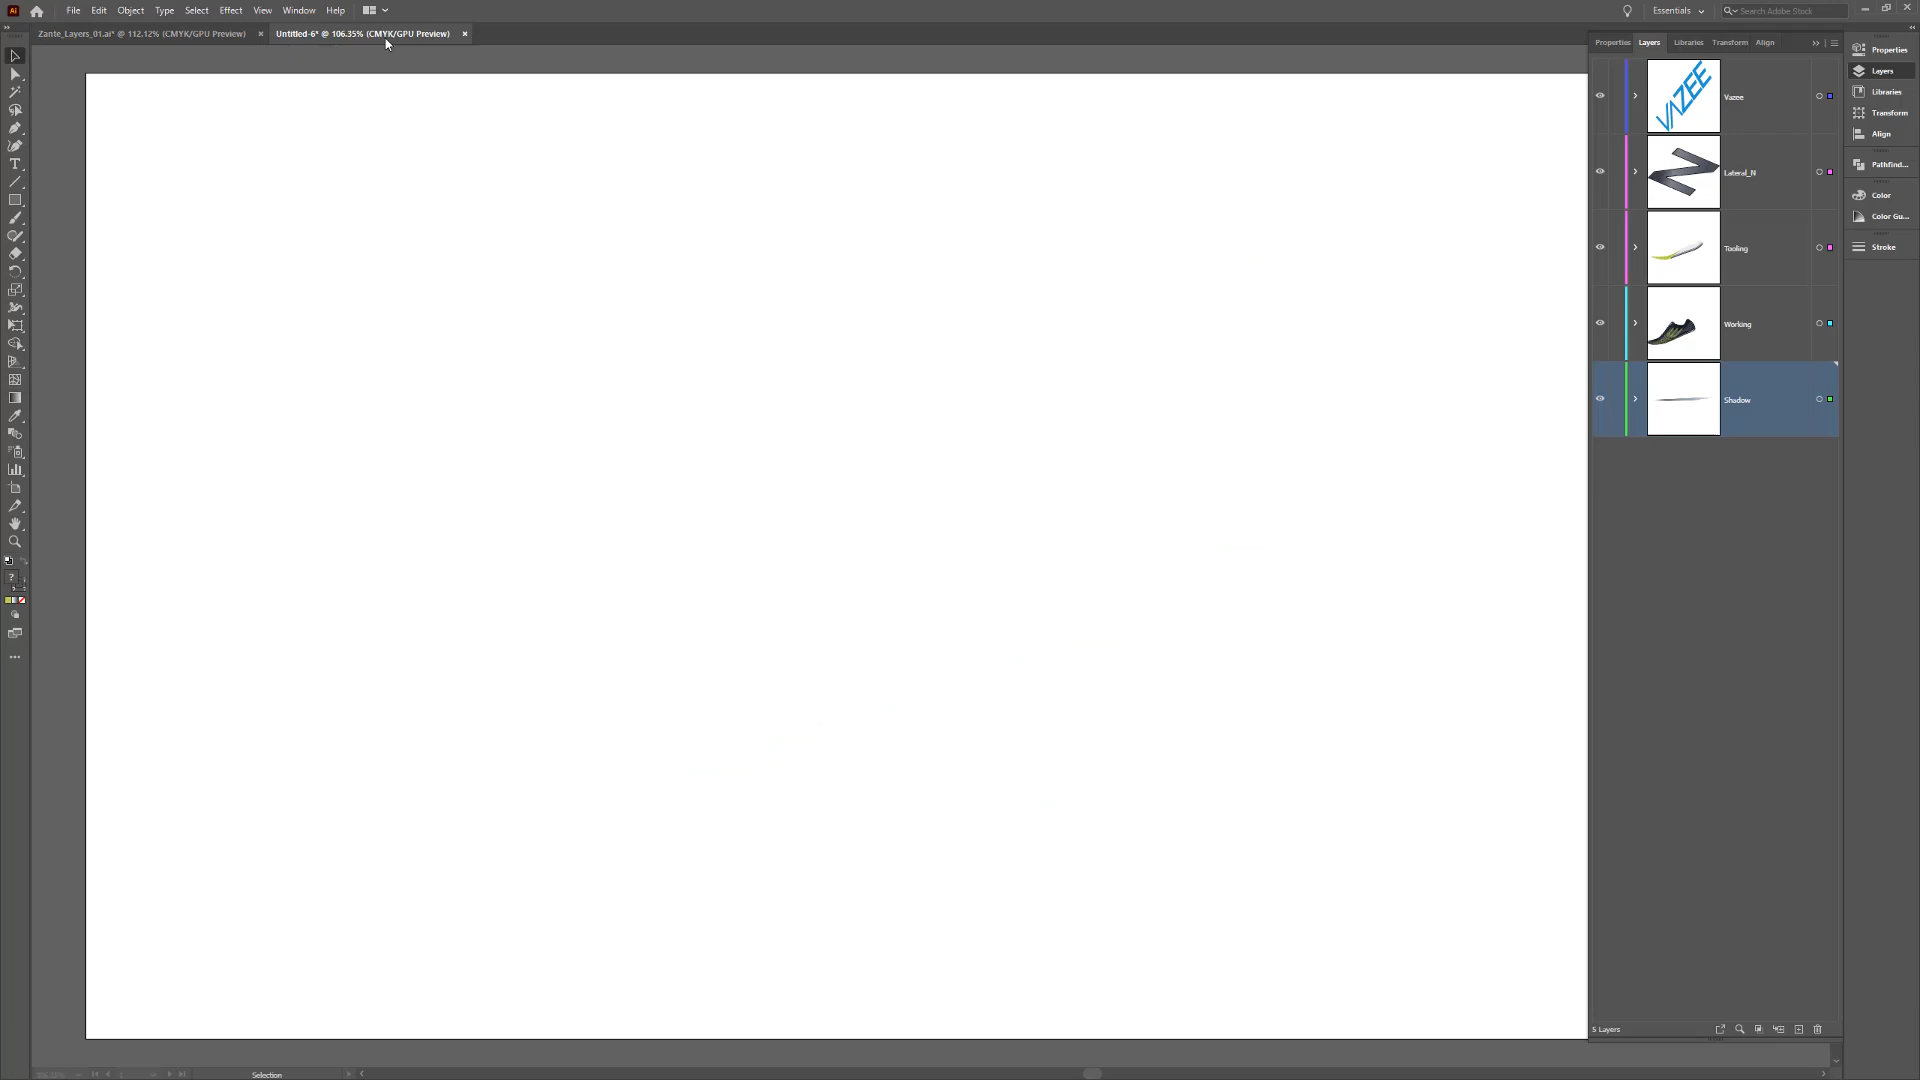 Ai File Edit Object Type Select Effect View Window Help Essentials Search Adobe Stock
Zante_Layers_01.ai* @ 112.12% (CMYK/GPU Preview) × Untitled-6* @ 106.35% (CMYK/GPU Preview) ×
Properties Layers Libraries Transform Align
VAZEE
Vazee
Lateral_N
Tooling
Working
Shadow
5 Layers
Properties
Layers
Libraries
Transform
Align
Pathfind...
Color
Color Gu...
Stroke
Selection